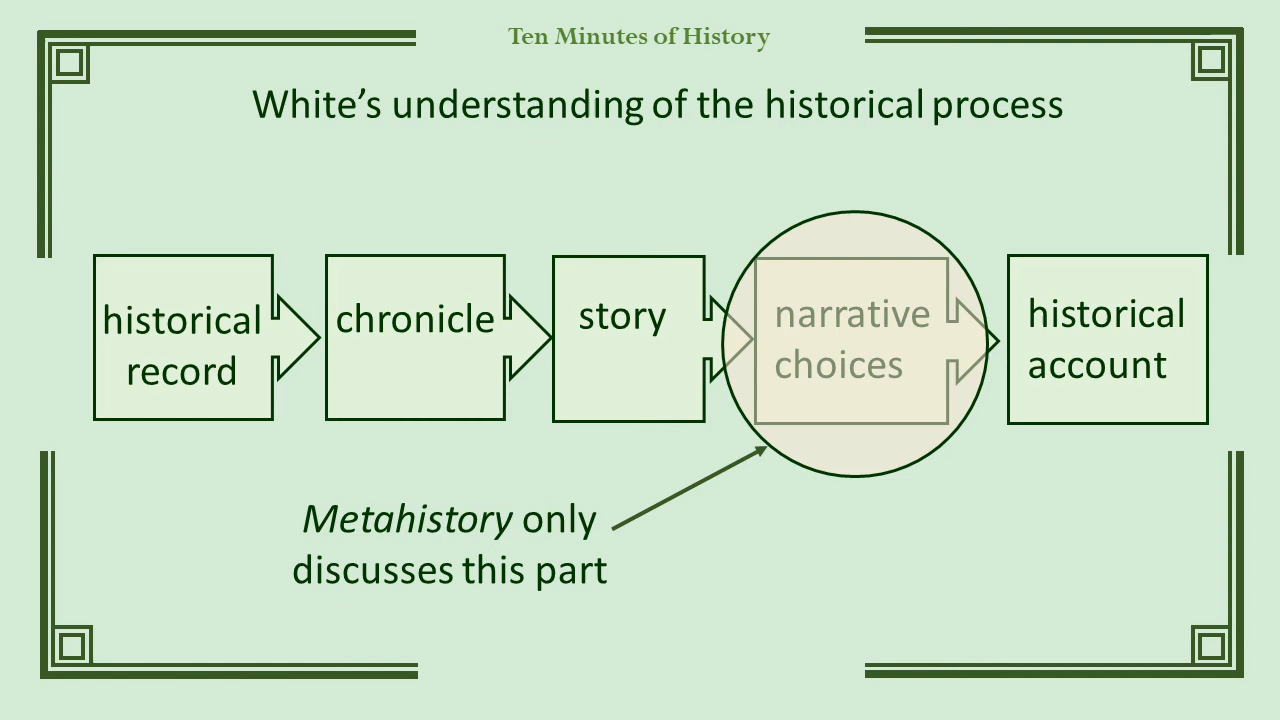 Ten Minutes of History
White’s understanding of the historical process
historical
record
chronicle
story
narrative
choices
historical
account
Metahistory only
discusses this part